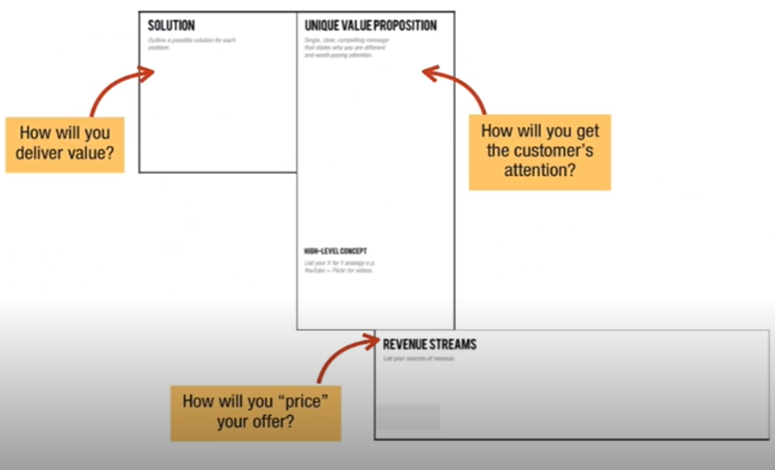 SOLUTION
Outline a possible solution for each
problem.
UNIQUE VALUE PROPOSITION
Single, clear, compelling message
that states why you are different
and worth paying attention.
How will you
deliver value?
How will you get
the customer’s
attention?
HIGH-LEVEL CONCEPT
List your X for Y analogy e.g.
YouTube = Flickr for videos.
REVENUE STREAMS
List your sources of revenue.
How will you “price”
your offer?